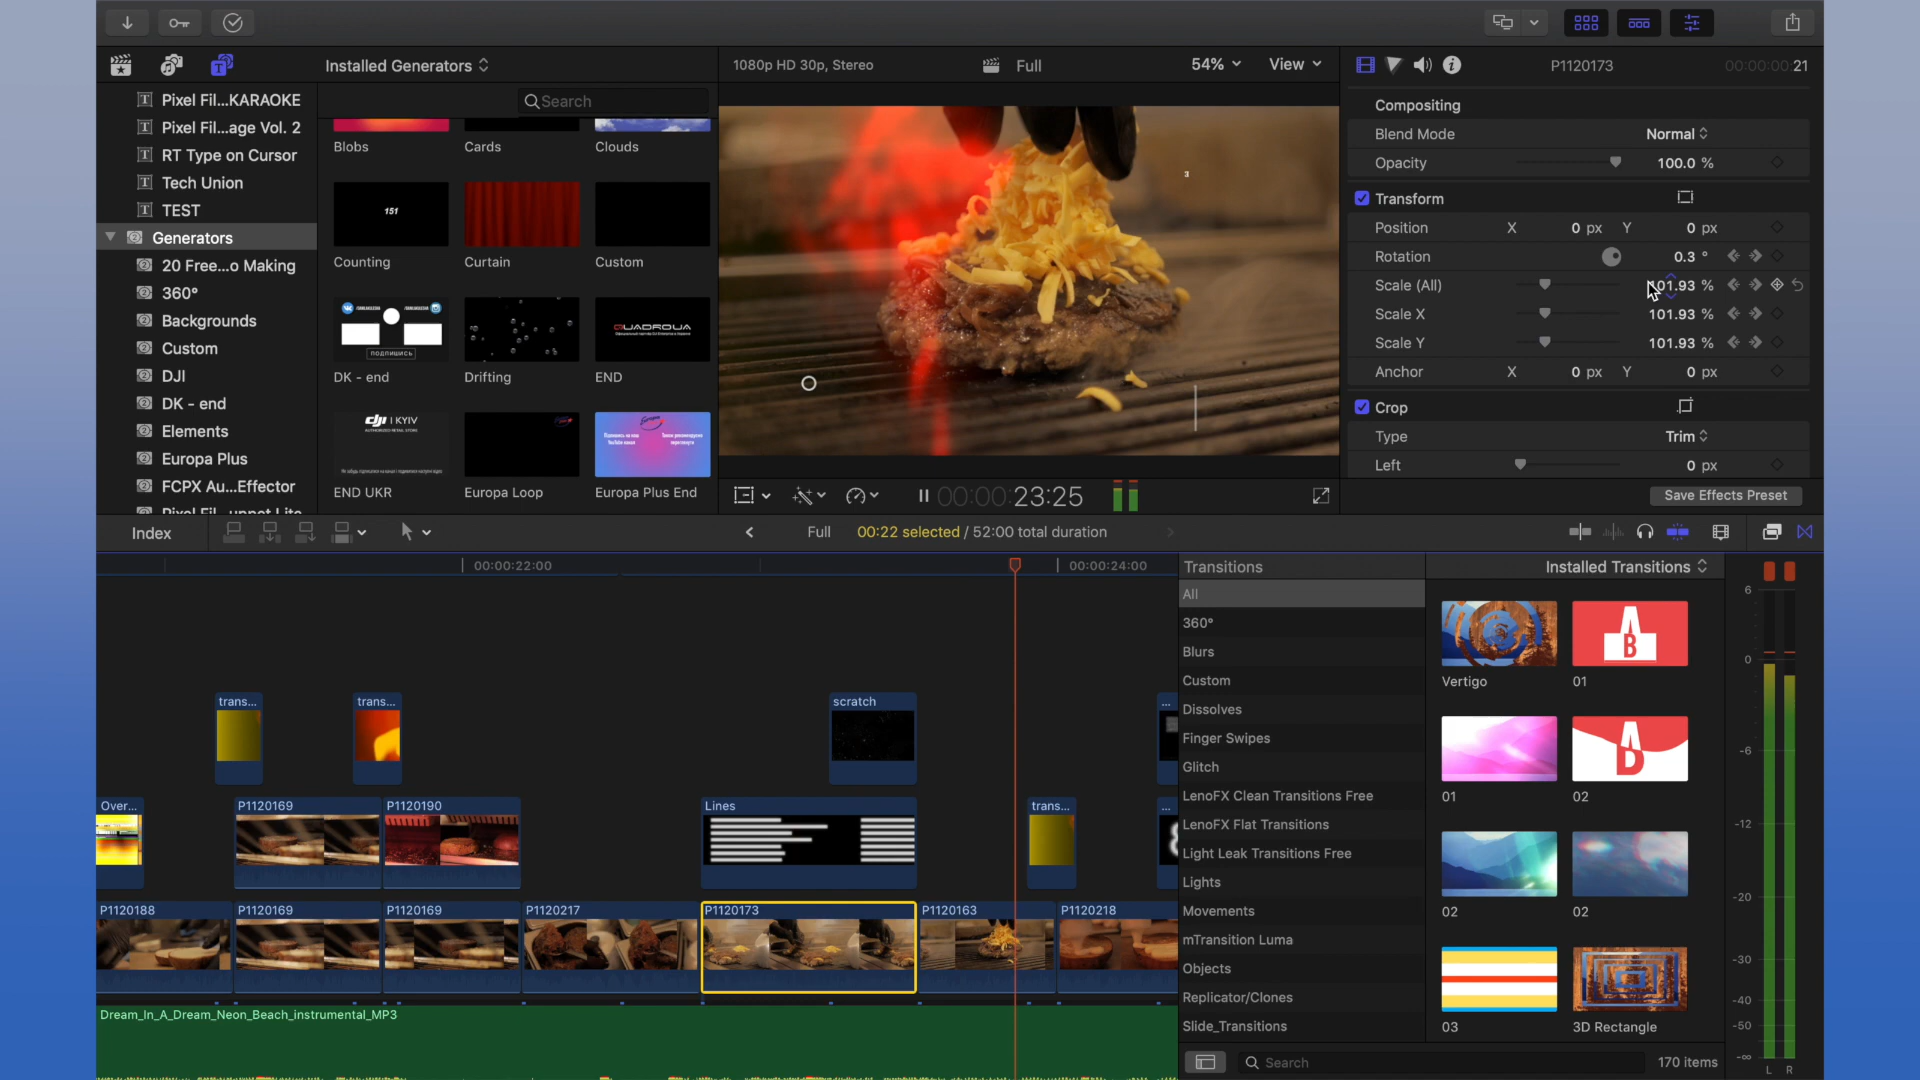 Installed Generators
1080p HD 30p, Stereo
Full
54%
View
P1120173
00:00:00:21
Pixel Fil...KARAOKE
Pixel Fil...age Vol. 2
RT Type on Cursor
Tech Union
TEST
Generators
20 Free...o Making
360°
Backgrounds
Custom
DJI
DK - end
Elements
Europa Plus
FCPX Au...Effector
Search
Blobs
Cards
Clouds
151
Counting
Curtain
Custom
ПОДПИШИСЬ
QUADROUA
DK - end
Drifting
END
dji | KYIV
END UKR
Europa Loop
Europa Plus End
3
Compositing
Blend Mode
Normal
Opacity
100.0 %
Transform
Position
X
0 px
Y
0 px
Rotation
0.3 °
Scale (All)
101.93 %
Scale X
101.93 %
Scale Y
101.93 %
Anchor
X
0 px
Y
0 px
Crop
Type
Trim
Left
0 px
Save Effects Preset
00:00:00:23:25
Index
Full
00:22 selected / 52:00 total duration
00:00:22:00
00:00:24:00
trans...
trans...
scratch
...
Over...
P1120169
P1120190
Lines
trans...
...
P1120188
P1120169
P1120169
P1120217
P1120173
P1120163
P1120218
Dream_In_A_Dream_Neon_Beach_instrumental_MP3
Transitions
All
360°
Blurs
Custom
Dissolves
Finger Swipes
Glitch
LenoFX Clean Transitions Free
LenoFX Flat Transitions
Light Leak Transitions Free
Lights
Movements
mTransition Luma
Objects
Replicator/Clones
Slide_Transitions
Installed Transitions
A
B
Vertigo
01
01
02
02
02
03
3D Rectangle
Search
170 items
6
0
-6
-12
-20
-30
-40
-50
-∞
L
R